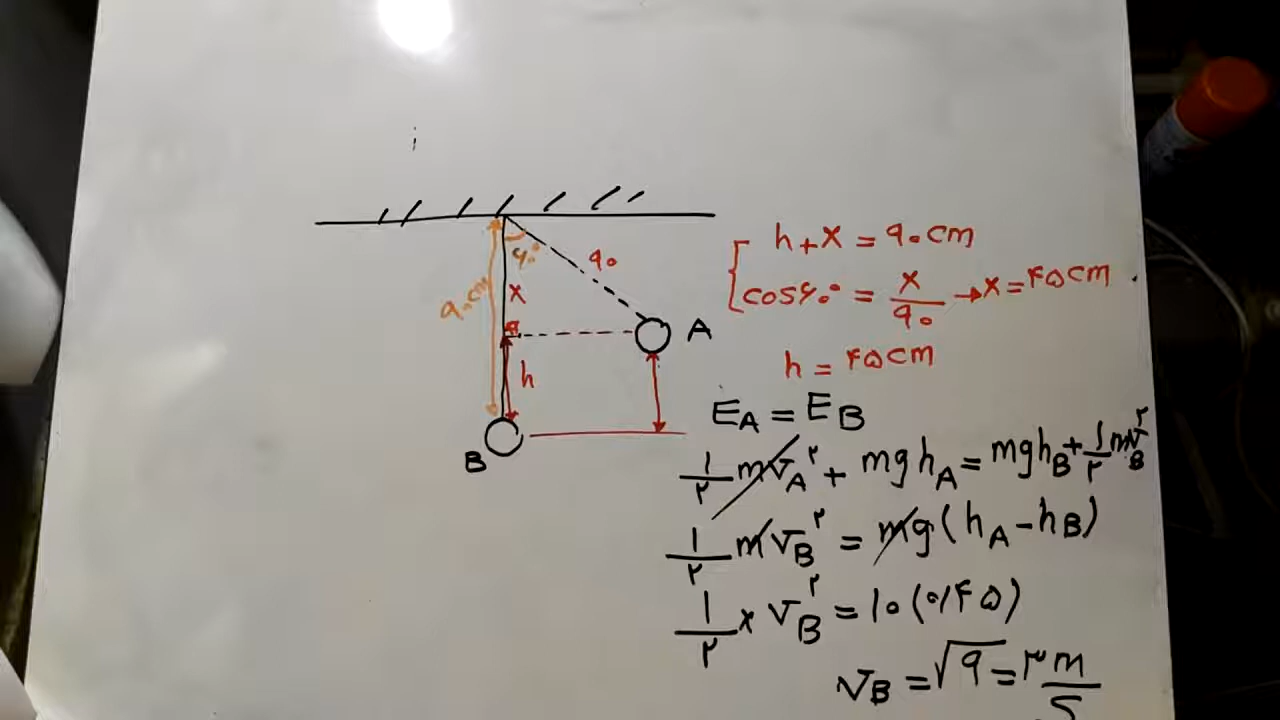 ۶۰°
۹۰
۹۰cm
x
A
h
B
h + x = ۹۰cm
cos۶۰° = x/۹۰ → x = ۴۵cm
h = ۴۵cm
E_A = E_B
۱/۲ mv_A^۲ + mgh_A = mgh_B + ۱/۲ mv_B^۲
۱/۲ mv_B^۲ = mg(h_A - h_B)
۱/۲ × v_B^۲ = ۱۰(۰/۴۵)
v_B = √۹ = ۳ m/s